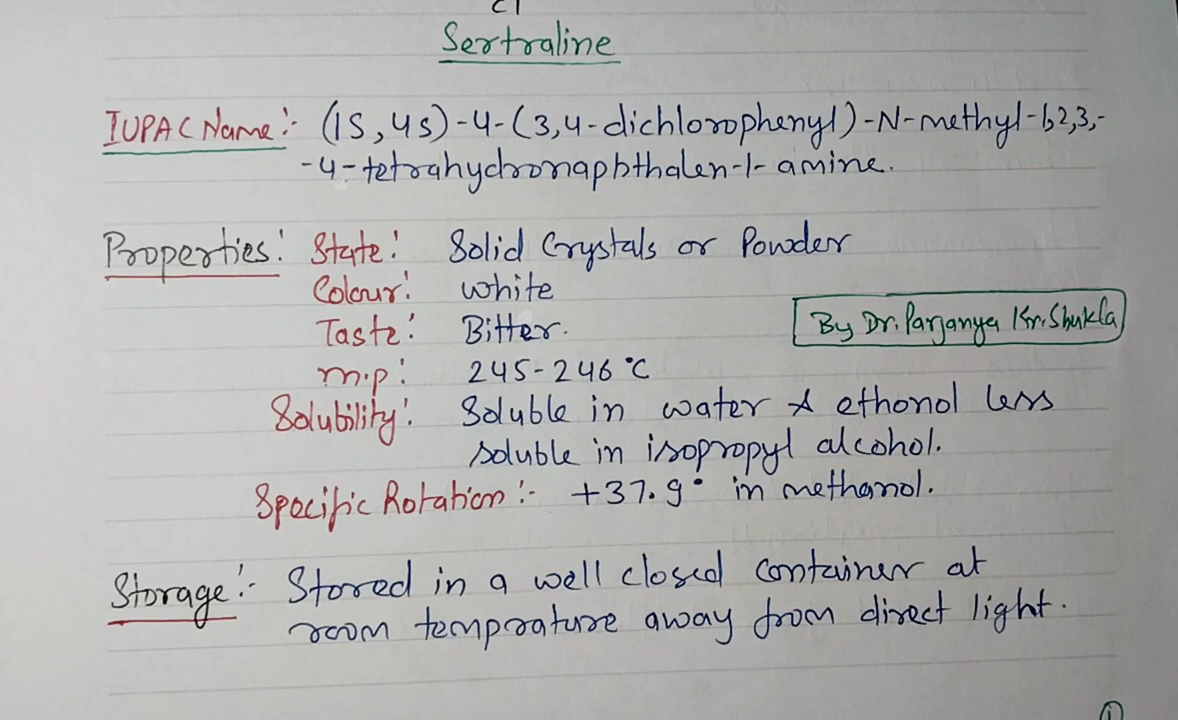 Cl
Sertraline
IUPAC Name:- (1S,4S)-4-(3,4-dichlorophenyl)-N-methyl-1,2,3,-
-4-tetrahydronaphthalen-1-amine.
Properties: State: Solid Crystals or Powder
Colour: White
Taste: Bitter.
By Dr. Parjanya Kr. Shukla
m.p: 245-246 °C
Solubility: Soluble in water & ethonol less
soluble in isopropyl alcohol.
Specific Rotation:- +37.9° in methanol.
Storage:- Stored in a well closed container at
room temprature away from direct light.